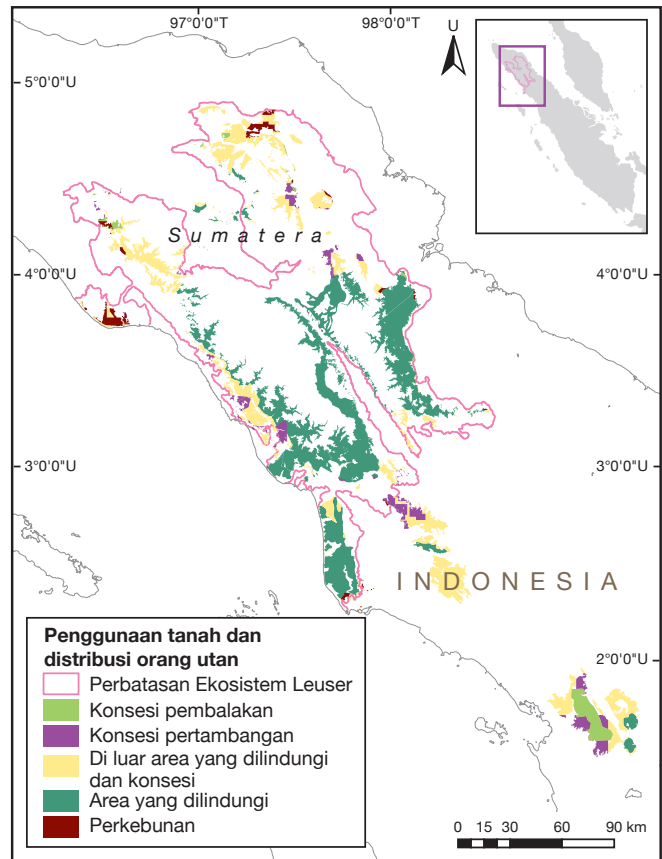 97°0'0"T
98°0'0"T
U
5°0'0"U
Sumatera
4°0'0"U
4°0'0"U
3°0'0"U
3°0'0"U
INDONESIA
2°0'0"U
Penggunaan tanah dan
distribusi orang utan
Perbatasan Ekosistem Leuser
Konsesi pembalakan
Konsesi pertambangan
Di luar area yang dilindungi
dan konsesi
Area yang dilindungi
Perkebunan
0 15 30 60 90 km